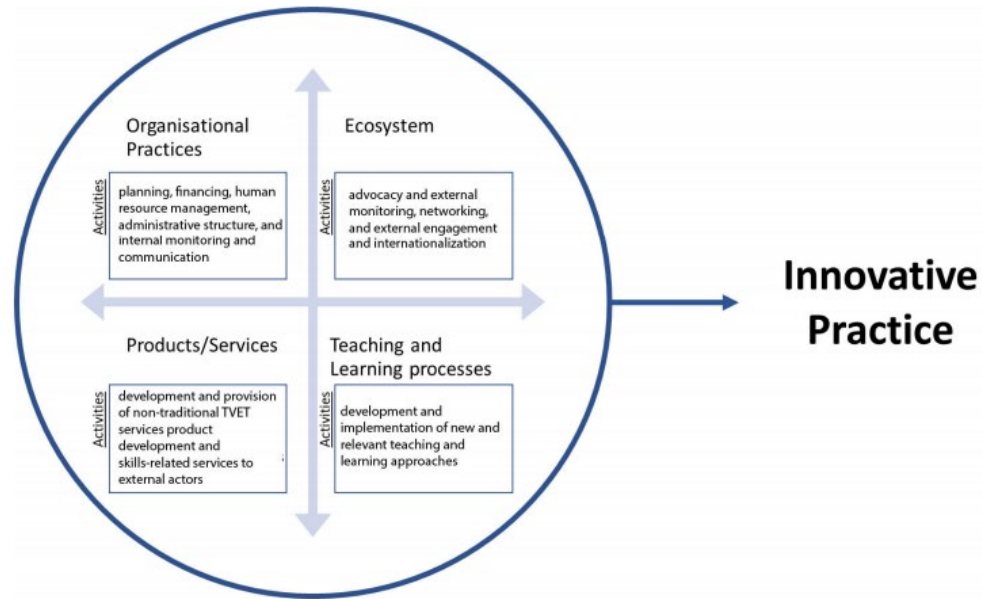 Organisational
Practices
Activities
planning, financing, human
resource management,
administrative structure, and
internal monitoring and
communication
Ecosystem
Activities
advocacy and external
monitoring, networking,
and external engagement
and internationalization
Products/Services
Activities
development and provision
of non-traditional TVET
services product
development and
skills-related services to
external actors
Teaching and
Learning processes
Activities
development and
implementation of new and
relevant teaching and
learning approaches
Innovative
Practice